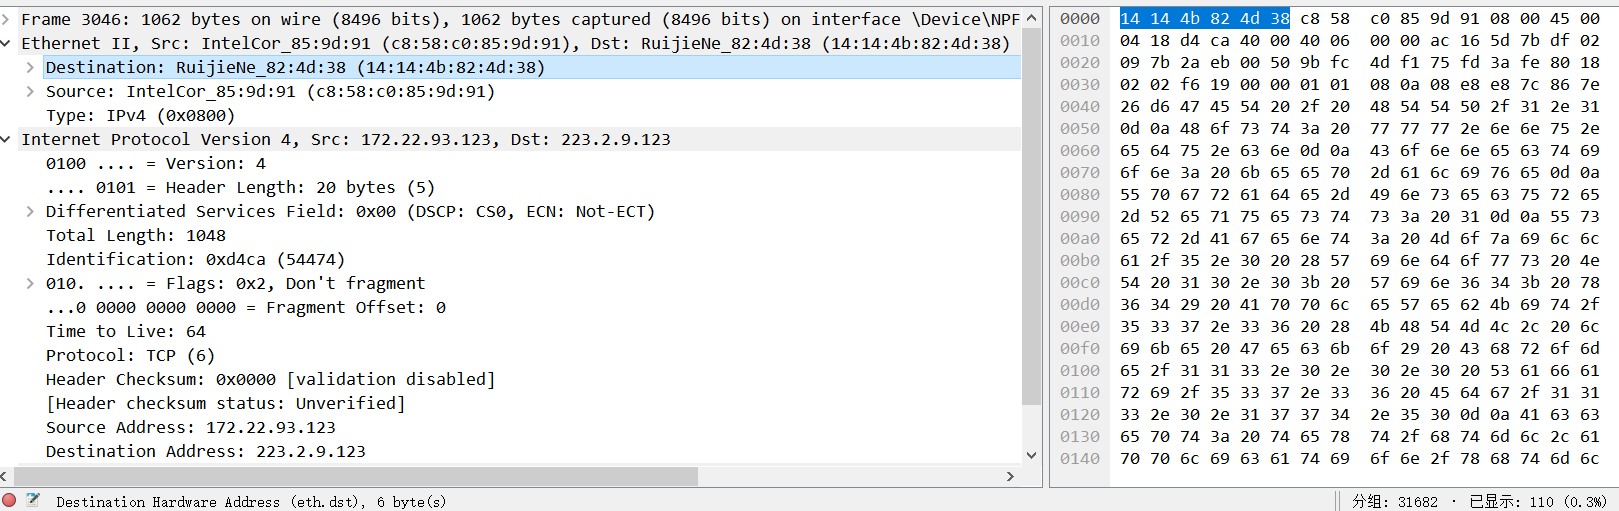 Frame 3046: 1062 bytes on wire (8496 bits), 1062 bytes captured (8496 bits) on interface \Device\NPF
Ethernet II, Src: IntelCor_85:9d:91 (c8:58:c0:85:9d:91), Dst: RuijieNe_82:4d:38 (14:14:4b:82:4d:38)
Destination: RuijieNe_82:4d:38 (14:14:4b:82:4d:38)
Source: IntelCor_85:9d:91 (c8:58:c0:85:9d:91)
Type: IPv4 (0x0800)
Internet Protocol Version 4, Src: 172.22.93.123, Dst: 223.2.9.123
0100 .... = Version: 4
.... 0101 = Header Length: 20 bytes (5)
Differentiated Services Field: 0x00 (DSCP: CS0, ECN: Not-ECT)
Total Length: 1048
Identification: 0xd4ca (54474)
010. .... = Flags: 0x2, Don't fragment
...0 0000 0000 0000 = Fragment Offset: 0
Time to Live: 64
Protocol: TCP (6)
Header Checksum: 0x0000 [validation disabled]
[Header checksum status: Unverified]
Source Address: 172.22.93.123
Destination Address: 223.2.9.123
0000 14 14 4b 82 4d 38 c8 58 c0 85 9d 91 08 00 45 00
0010 04 18 d4 ca 40 00 40 06 00 00 ac 16 5d 7b df 02
0020 09 7b 2a eb 00 50 9b fc 4d f1 75 fd 3a fe 80 18
0030 02 02 f6 19 00 00 01 01 08 0a 08 e8 e8 7c 86 7e
0040 26 d6 47 45 54 20 2f 20 48 54 54 50 2f 31 2e 31
0050 0d 0a 48 6f 73 74 3a 20 77 77 77 2e 6e 6e 75 2e
0060 65 64 75 2e 63 6e 0d 0a 43 6f 6e 6e 65 63 74 69
0070 6f 6e 3a 20 6b 65 65 70 2d 61 6c 69 76 65 0d 0a
0080 55 70 67 72 61 64 65 2d 49 6e 73 65 63 75 72 65
0090 2d 52 65 71 75 65 73 74 73 3a 20 31 0d 0a 55 73
00a0 65 72 2d 41 67 65 6e 74 3a 20 4d 6f 7a 69 6c 6c
00b0 61 2f 35 2e 30 20 28 57 69 6e 64 6f 77 73 20 4e
00c0 54 20 31 30 2e 30 3b 20 57 69 6e 36 34 3b 20 78
00d0 36 34 29 20 41 70 70 6c 65 57 65 62 4b 69 74 2f
00e0 35 33 37 2e 33 36 20 28 4b 48 54 4d 4c 2c 20 6c
00f0 69 6b 65 20 47 65 63 6b 6f 29 20 43 68 72 6f 6d
0100 65 2f 31 31 33 2e 30 2e 30 2e 30 20 53 61 66 61
0110 72 69 2f 35 33 37 2e 33 36 20 45 64 67 2f 31 31
0120 33 2e 30 2e 31 37 37 34 2e 35 30 0d 0a 41 63 63
0130 65 70 74 3a 20 74 65 78 74 2f 68 74 6d 6c 2c 61
0140 70 70 6c 69 63 61 74 69 6f 6e 2f 78 68 74 6d 6c
Destination Hardware Address (eth.dst), 6 byte(s)
分组: 31682 · 已显示: 110 (0.3%)